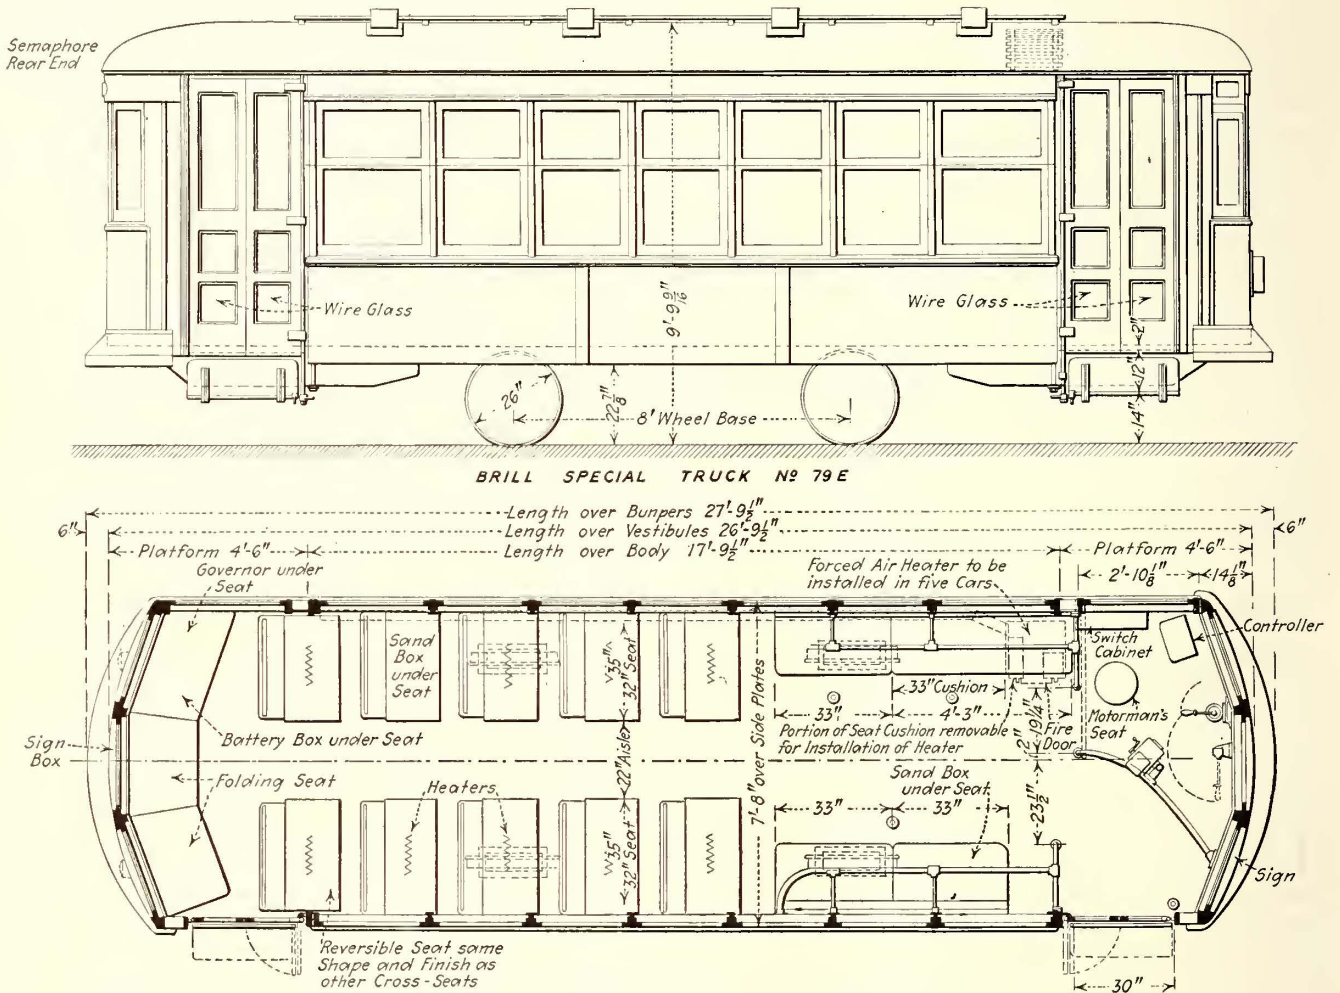 Semaphore
Rear End
Wire Glass
Wire Glass
9'-9 9/16"
2"
12"
14"
26"
22 7/8"
8' Wheel Base
BRILL SPECIAL TRUCK Nº 79E
Length over Bunpers 27'-9½"
6"
Length over Vestibules 26'-9½"
6"
Platform 4'-6"
Length over Body 17'-9½"
Platform 4'-6"
Governor under
Seat
Forced Air Heater to be
installed in five Cars
2'-10⅛"
14⅛"
Controller
Switch
Cabinet
Sand
Box
under
Seat
35"
32" Seat
33" Cushion
33"
4'-3"
Motorman's
Seat
Portion of Seat Cushion removable
for Installation of Heater
19¼"
2"
Fire
Door
Battery Box under Seat
Sign
Box
22" Aisle
7'-8" over Side Plates
Sand Box
under Seat
Folding Seat
Heaters
33"
33"
23½"
35"
32" Seat
Sign
Reversible Seat same
Shape and Finish as
other Cross-Seats
30"